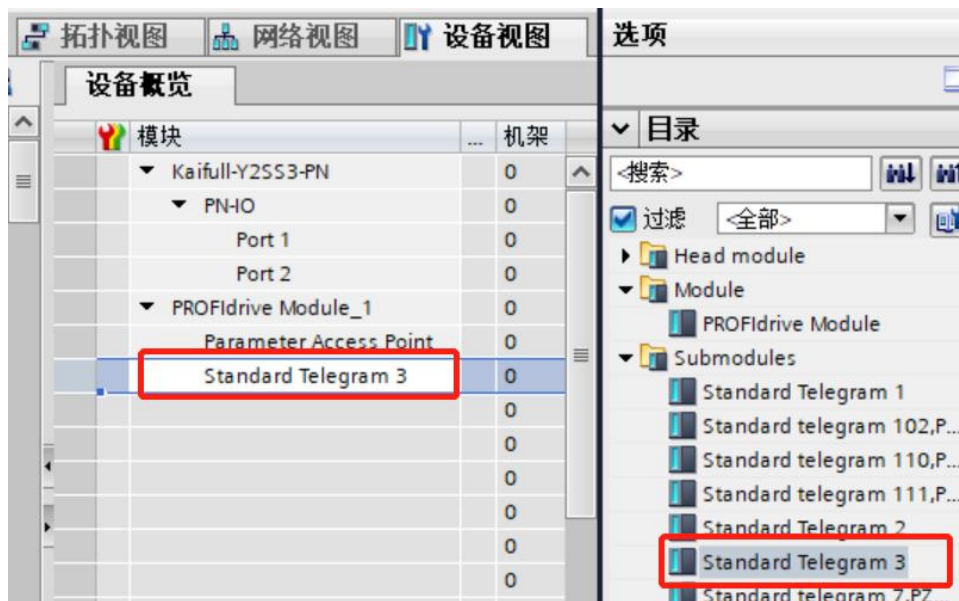 拓扑视图 网络视图 设备视图
设备概览
模块 ... 机架
Kaifull-Y2SS3-PN 0
PN-IO 0
Port 1 0
Port 2 0
PROFIdrive Module_1 0
Parameter Access Point 0
Standard Telegram 3 0
0
0
0
0
0
0
选项
目录
<搜索>
过滤 <全部>
Head module
Module
PROFIdrive Module
Submodules
Standard Telegram 1
Standard telegram 102,P...
Standard telegram 110,P...
Standard telegram 111,P...
Standard Telegram 2
Standard Telegram 3
Standard telegram 7,PZ...